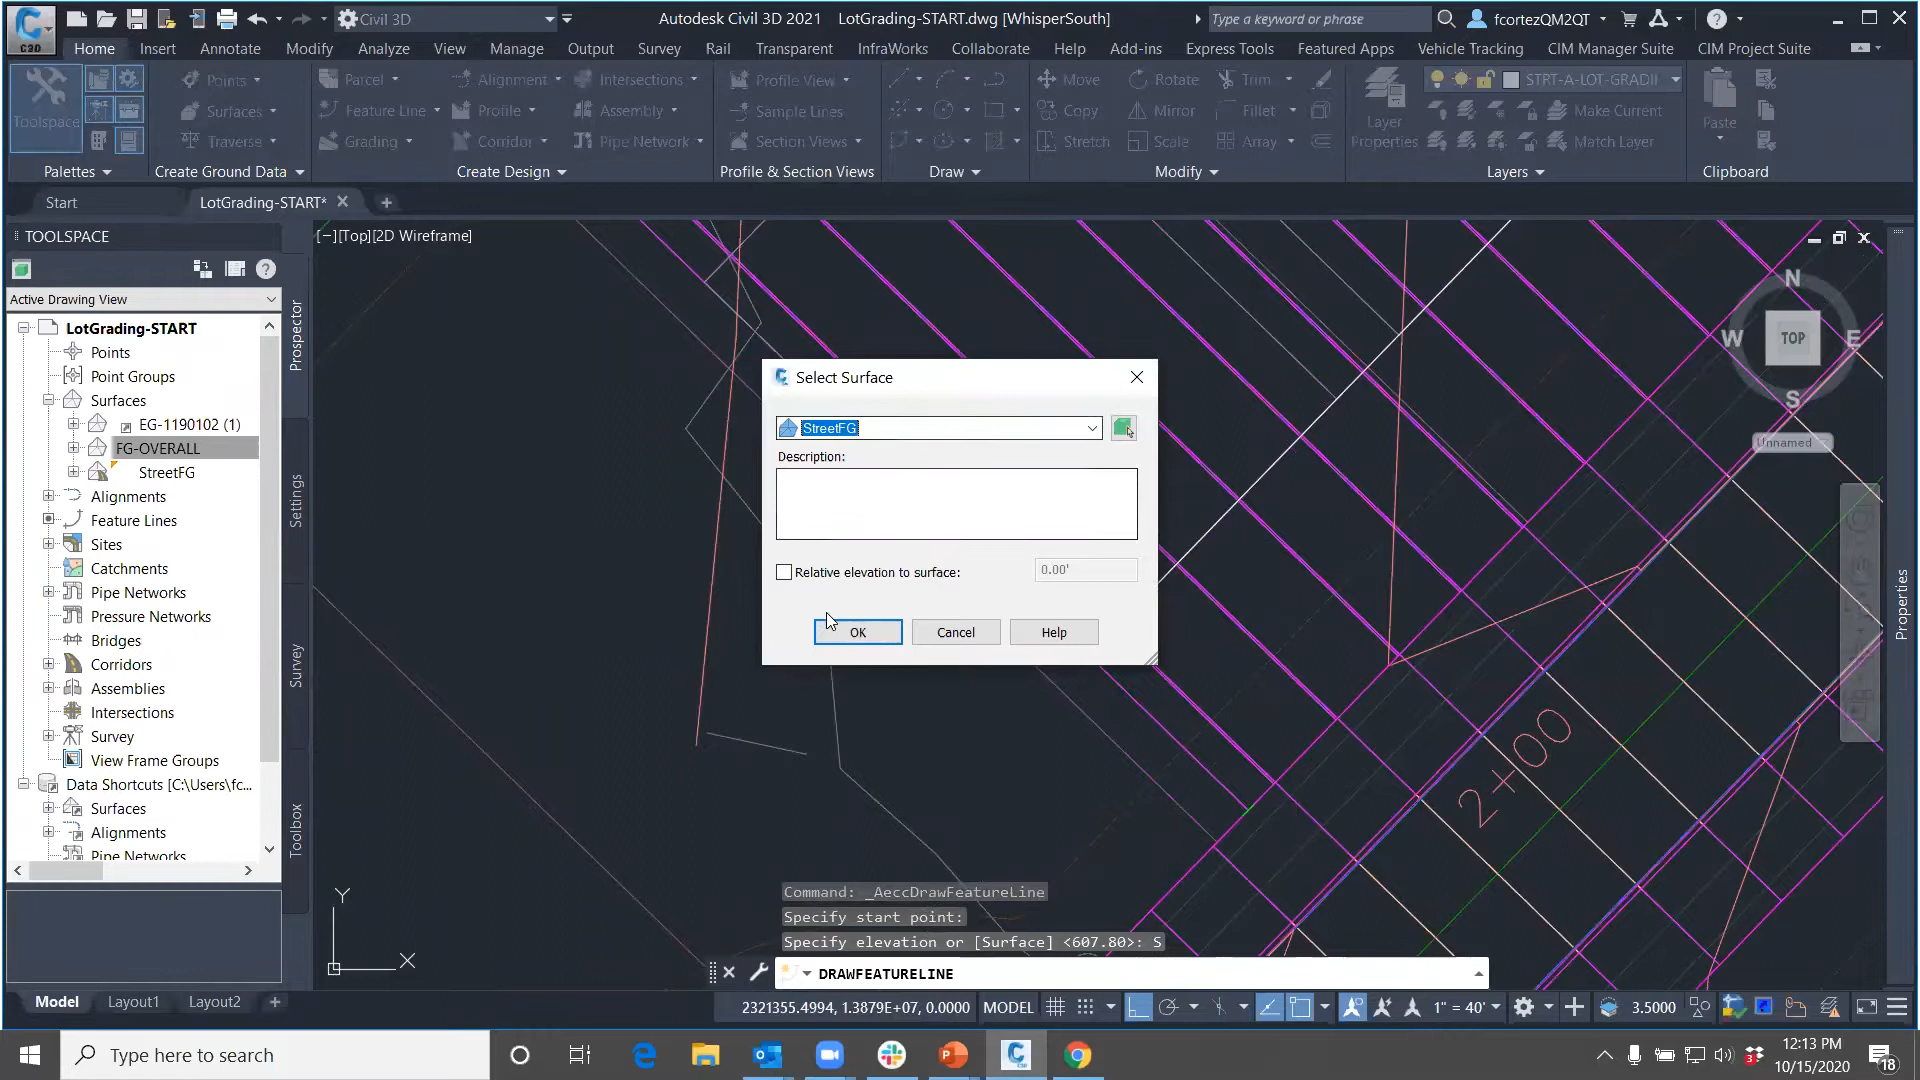 Civil 3D
Autodesk Civil 3D 2021 LotGrading-START.dwg [WhisperSouth]
Type a keyword or phrase
fcortezQM2QT
C3D
Home Insert Annotate Modify Analyze View Manage Output Survey Rail Transparent InfraWorks Collaborate Help Add-ins Express Tools Featured Apps Vehicle Tracking CIM Manager Suite CIM Project Suite
Points Parcel Alignment Intersections Profile View Move Rotate Trim STRT-A-LOT-GRADII
Toolspace Surfaces Feature Line Profile Assembly Sample Lines Copy Mirror Fillet Layer Properties Make Current Paste
Traverse Grading Corridor Pipe Network Section Views Stretch Scale Array Match Layer
Palettes Create Ground Data Create Design Profile & Section Views Draw Modify Layers Clipboard
Start LotGrading-START*
TOOLSPACE
[−][Top][2D Wireframe]
Active Drawing View
LotGrading-START
Points
Point Groups
Surfaces
EG-1190102 (1)
FG-OVERALL
StreetFG
Alignments
Feature Lines
Sites
Catchments
Pipe Networks
Pressure Networks
Bridges
Corridors
Assemblies
Intersections
Survey
View Frame Groups
Data Shortcuts [C:\Users\fc...
Surfaces
Alignments
Pipe Networks
Prospector
Settings
Survey
Toolbox
Select Surface
StreetFG
Description:
Relative elevation to surface:
0.00'
OK Cancel Help
N
W TOP E
S
Unnamed
Properties
2+00
Y
X
Command: _AeccDrawFeatureLine
Specify start point:
Specify elevation or [Surface] <607.80>: S
DRAWFEATURELINE
Model Layout1 Layout2
2321355.4994, 1.3879E+07, 0.0000 MODEL 1" = 40' 3.5000
Type here to search
12:13 PM
10/15/2020
3
18